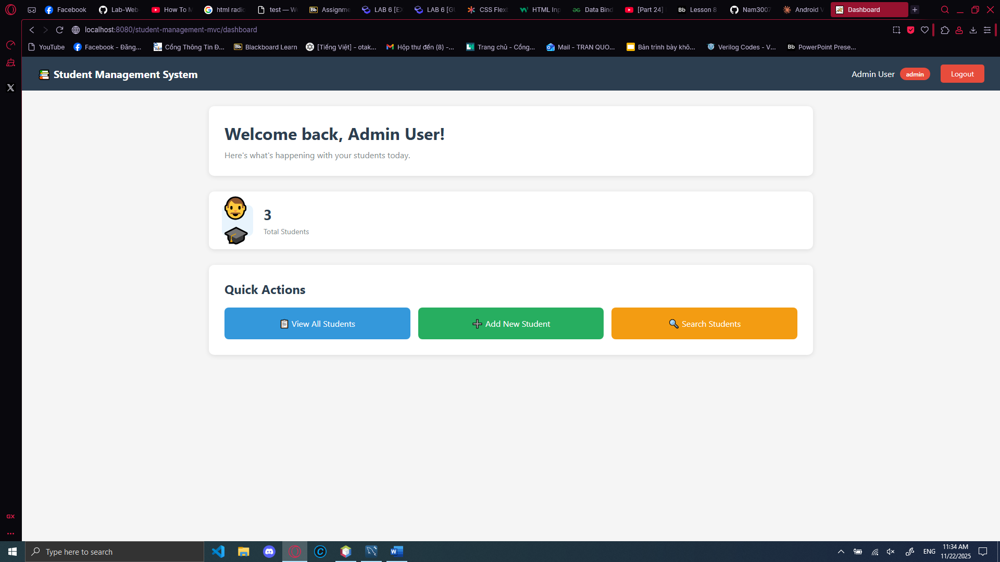 Facebook
Lab-Web-
How To M
html radio
test — W
Assignme
LAB 6 [EX
LAB 6 [GU
CSS Flexb
HTML Inp
Data Bind
[Part 24]
Lesson 8
Nam3007
Android V
Dashboard
localhost:8080/student-management-mvc/dashboard
YouTube
Facebook - Đăng...
Cổng Thông Tin Đ...
Blackboard Learn
[Tiếng Việt] - otak...
Hộp thư đến (8) -...
Trang chủ - Cổng...
Mail - TRAN QUO...
Bản trình bày khô...
Verilog Codes - V...
Bb PowerPoint Prese...
Student Management System
Admin User admin Logout
Welcome back, Admin User!
Here's what's happening with your students today.
3
Total Students
Quick Actions
View All Students
Add New Student
Search Students
GX
Type here to search
ENG
11:34 AM
11/22/2025